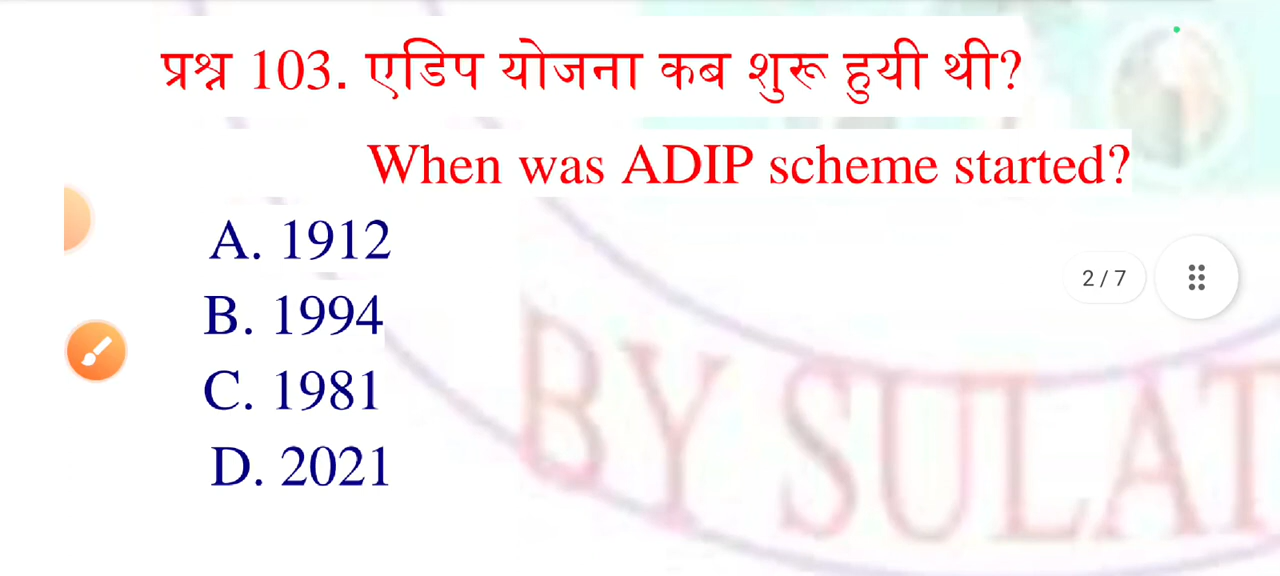 प्रश्न 103. एडिप योजना कब शुरू हुयी थी?
When was ADIP scheme started?
A. 1912
B. 1994
2 / 7
C. 1981
D. 2021
BY SULAT